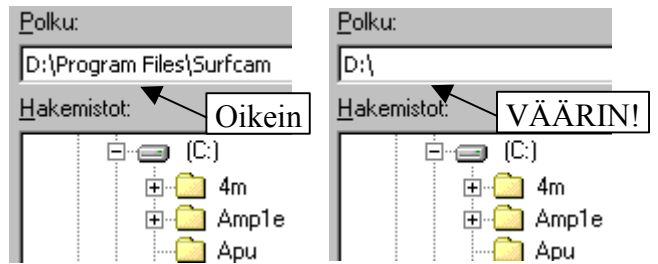 Polku:
D:\Program Files\Surfcam
Hakemistot:
Oikein
(C:)
4m
Amp1e
Apu
Polku:
D:\
Hakemistot:
VÄÄRIN!
(C:)
4m
Amp1e
Apu